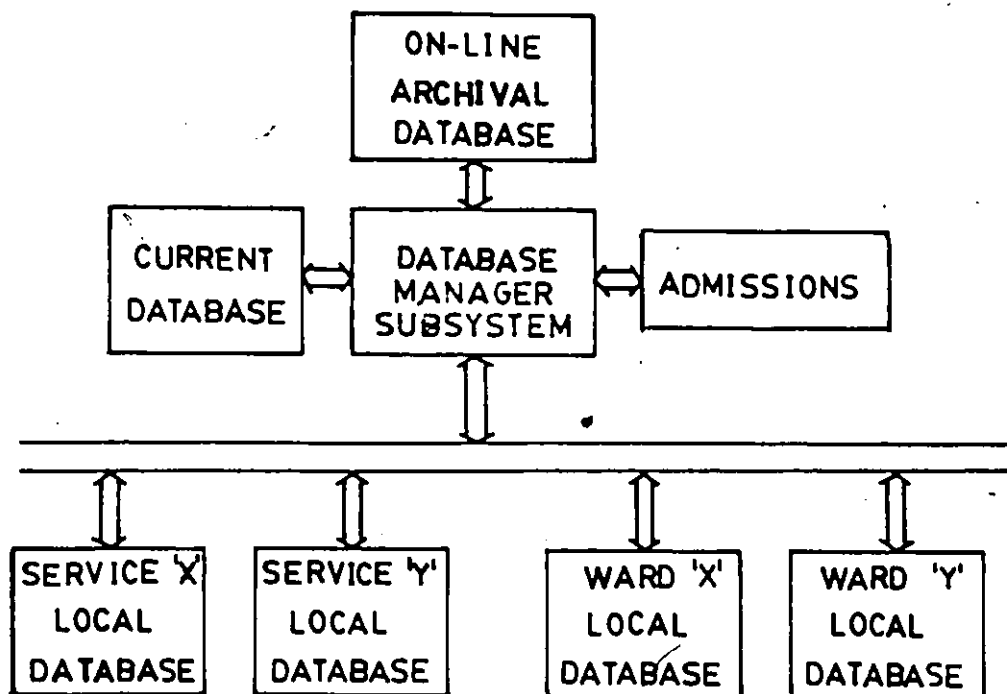 ON-LINE
ARCHIVAL
DATABASE
CURRENT
DATABASE
DATABASE
MANAGER
SUBSYSTEM
ADMISSIONS
SERVICE 'X'
LOCAL
DATABASE
SERVICE 'Y'
LOCAL
DATABASE
WARD 'X'
LOCAL
DATABASE
WARD 'Y'
LOCAL
DATABASE